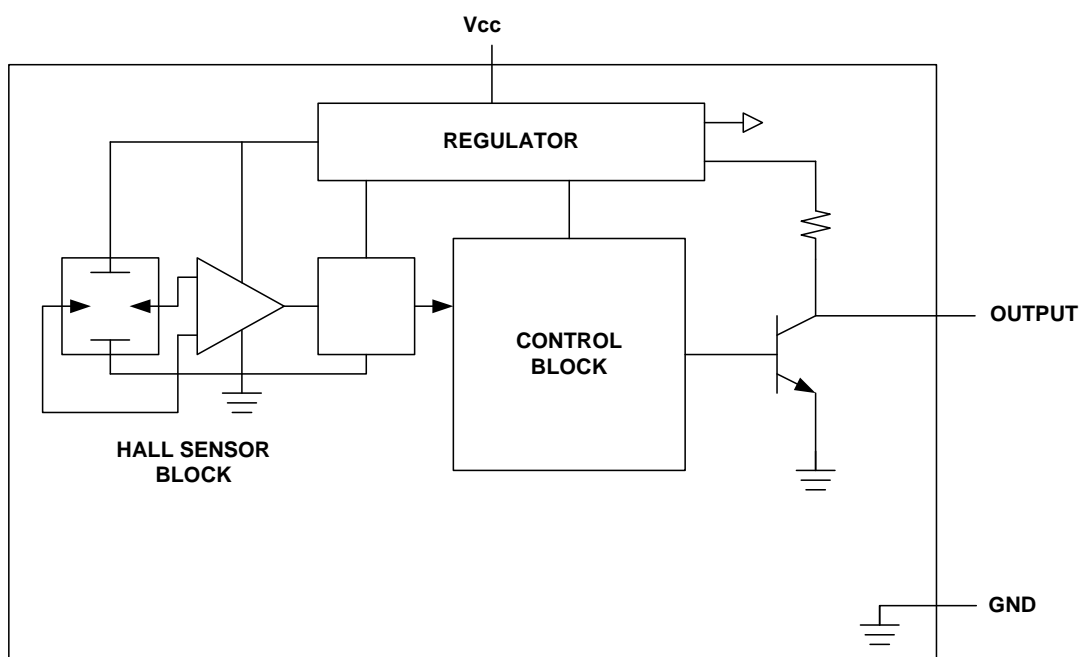 Vcc
REGULATOR
OUTPUT
CONTROL
BLOCK
HALL SENSOR
BLOCK
GND